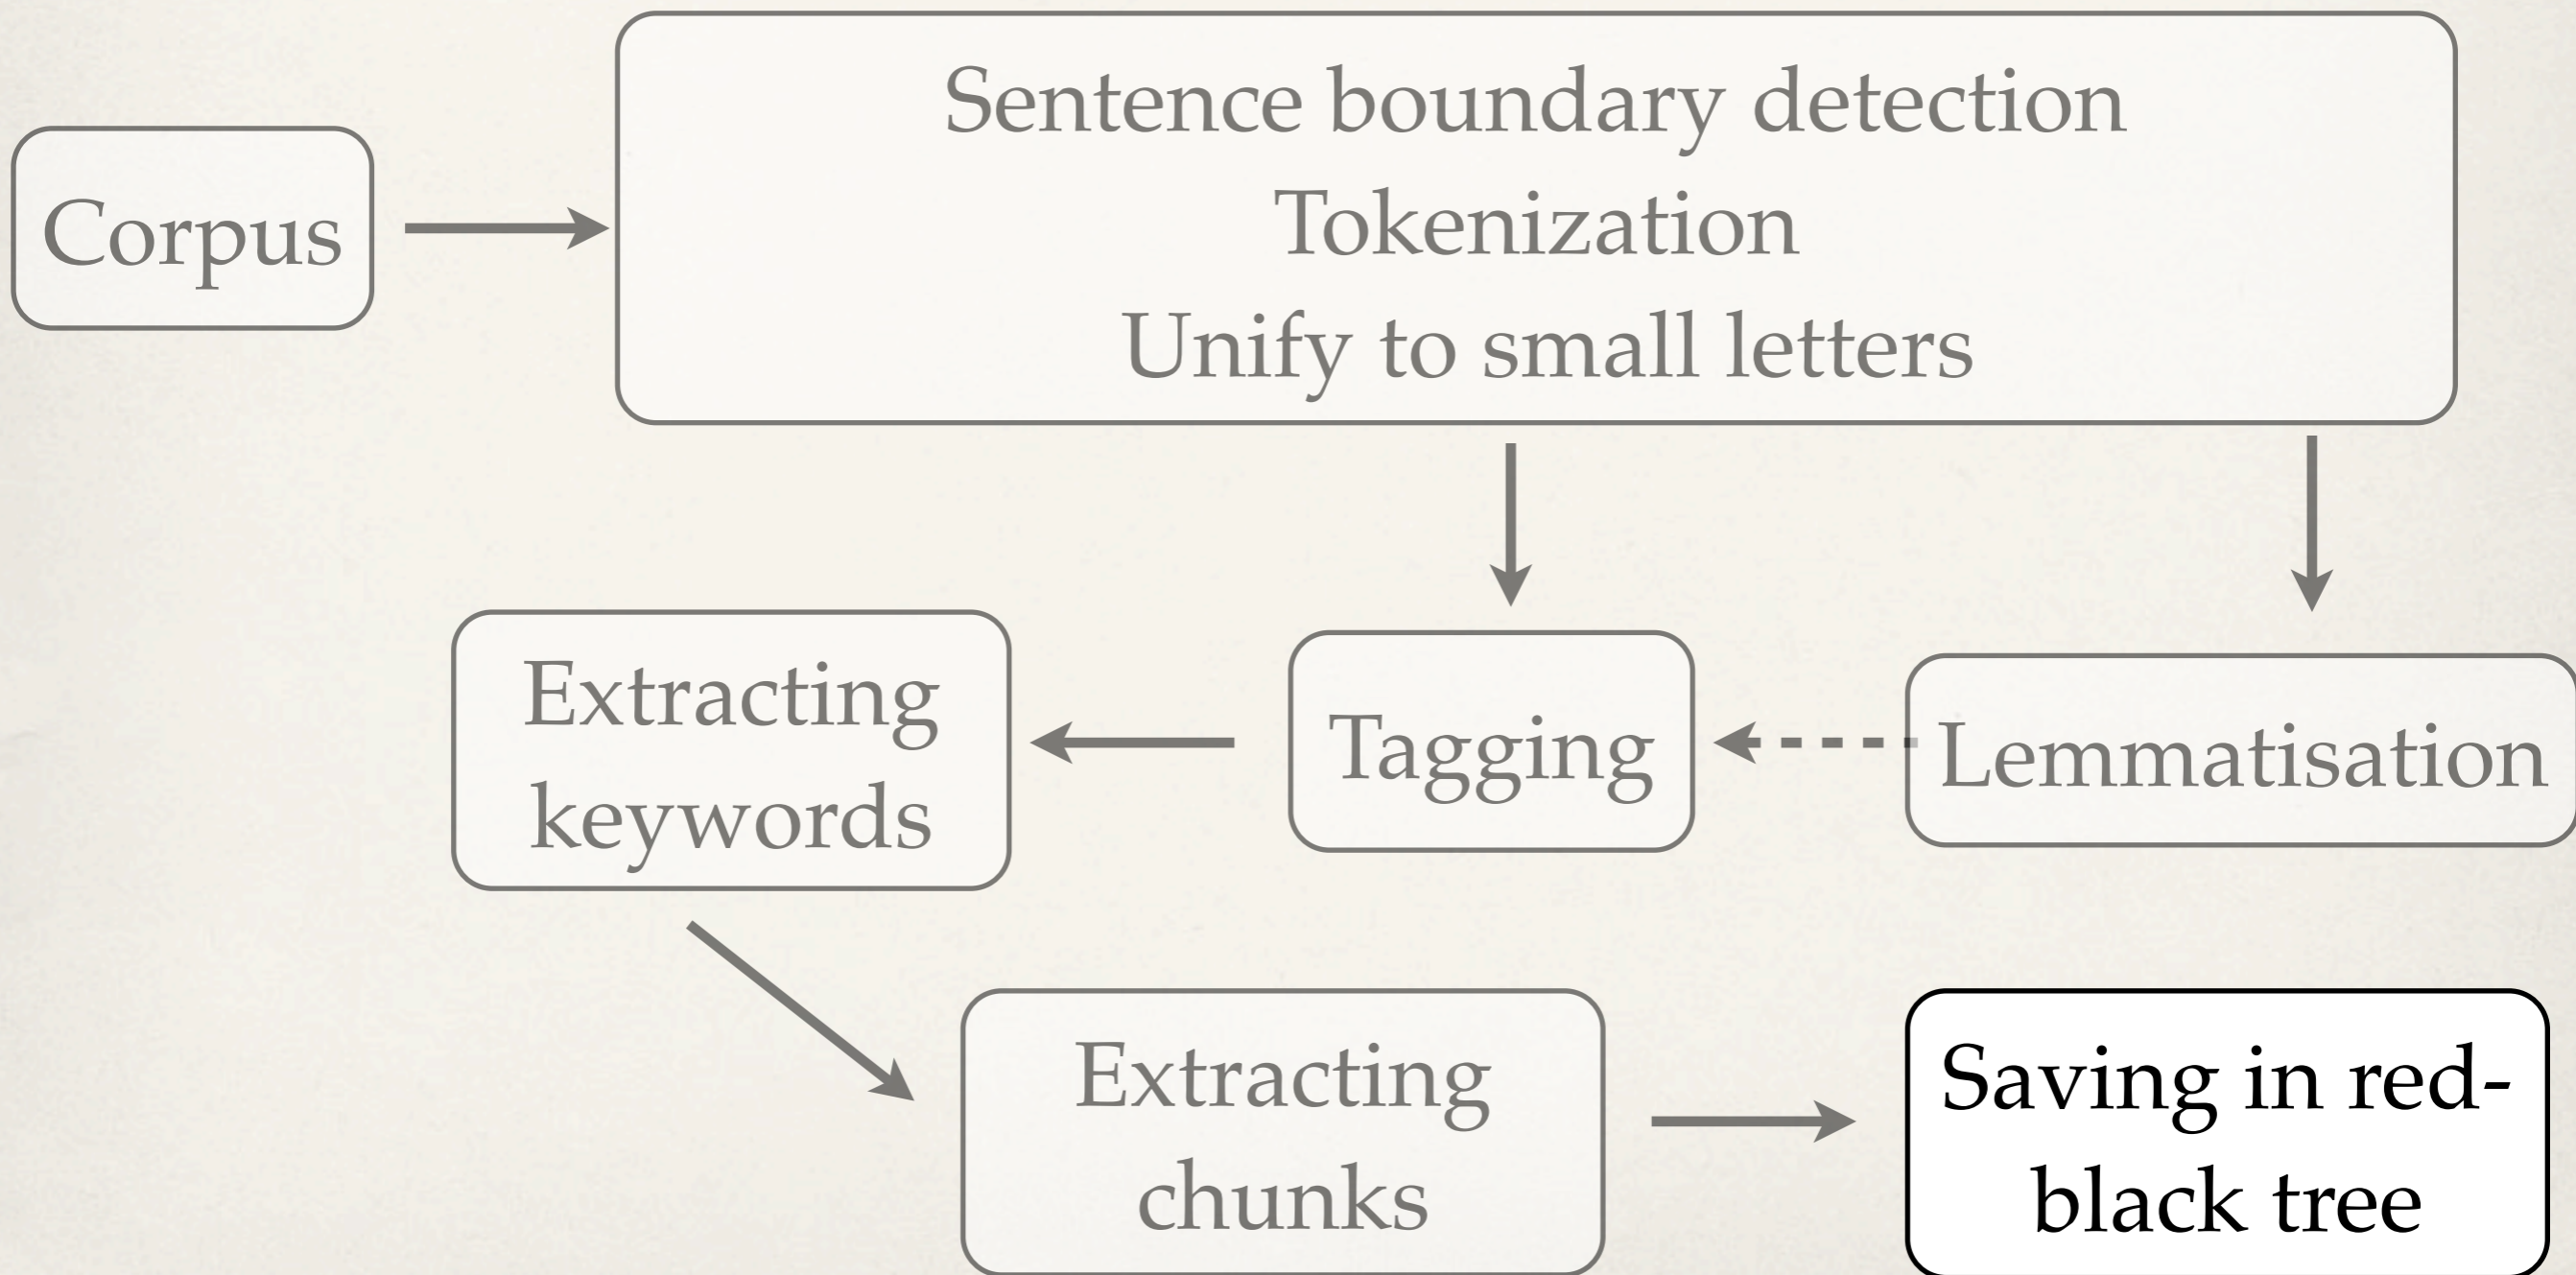 Corpus
Sentence boundary detection
Tokenization
Unify to small letters
Extracting
keywords
Tagging
Lemmatisation
Extracting
chunks
Saving in red-
black tree